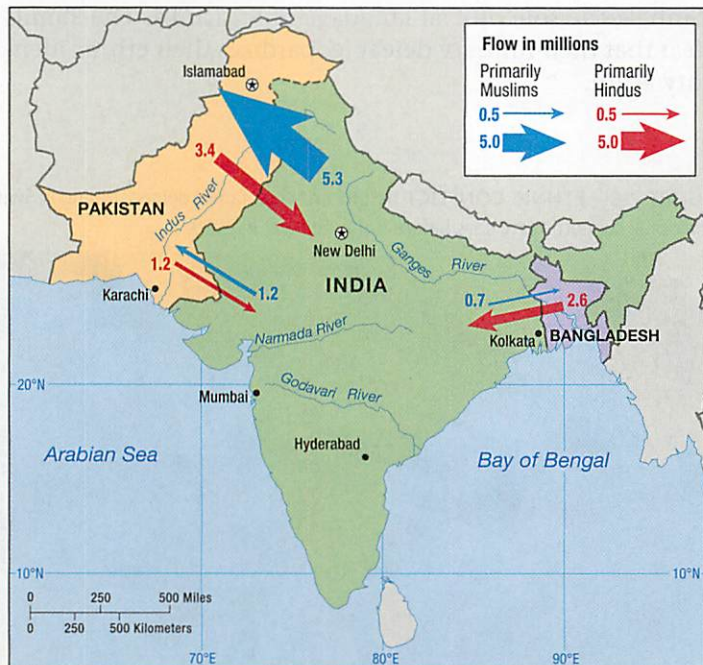 Flow in millions
Primarily Muslims
Primarily Hindus
0.5
0.5
5.0
5.0
Islamabad
3.4
5.3
PAKISTAN
Indus River
New Delhi
Ganges River
INDIA
1.2
1.2
Karachi
0.7
2.6
Kolkata
BANGLADESH
Narmada River
20°N
20°N
Mumbai
Godavari River
Hyderabad
Arabian Sea
Bay of Bengal
10°N
10°N
0 250 500 Miles
0 250 500 Kilometers
70°E
80°E
90°E